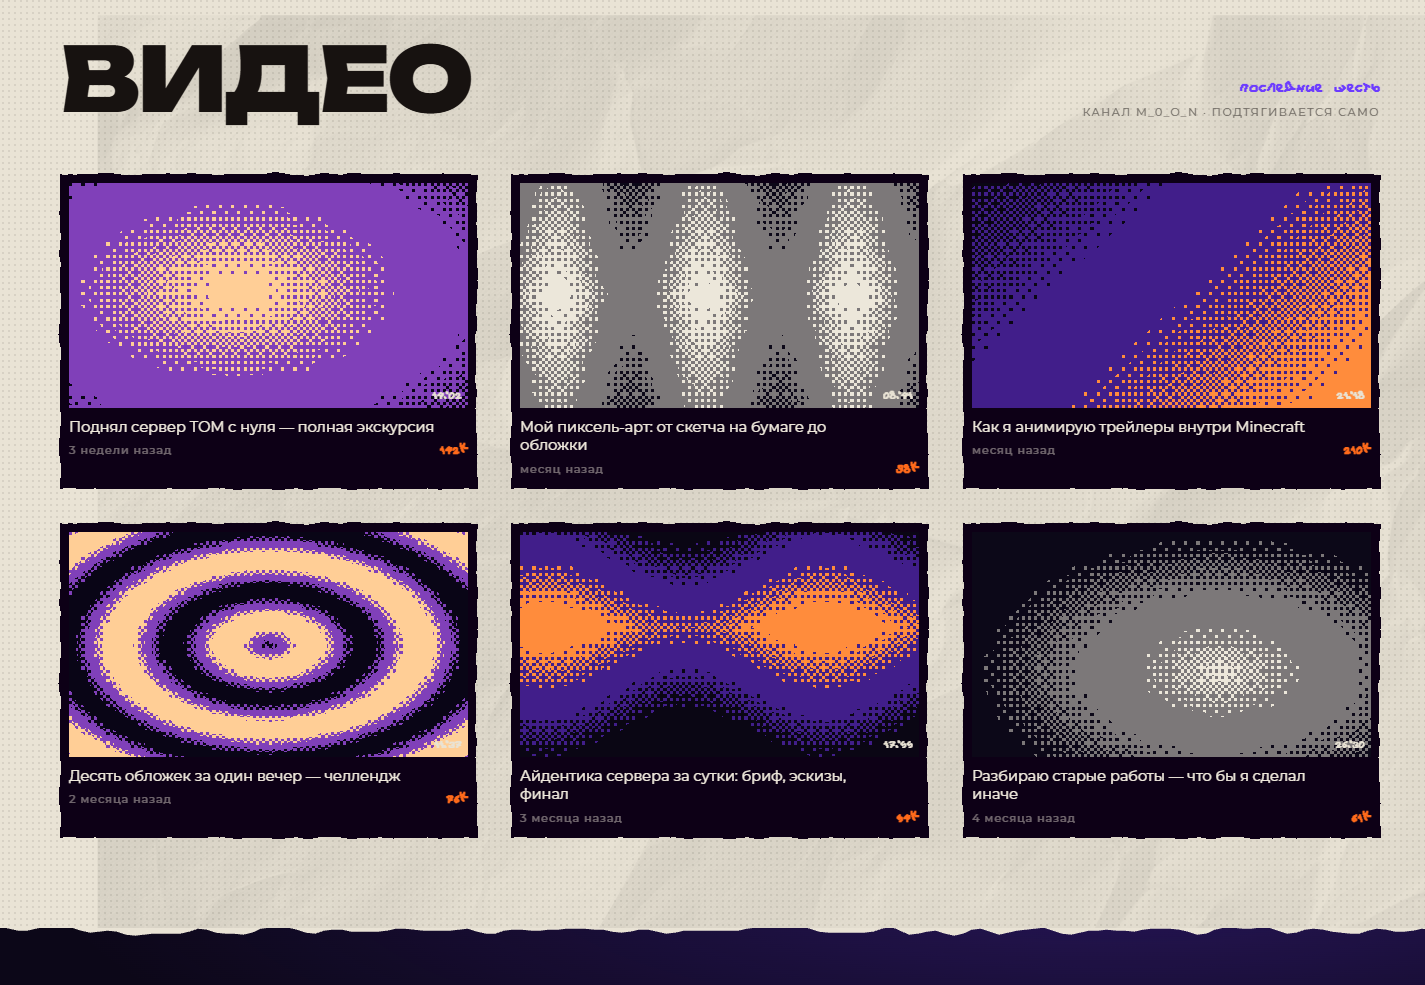 ВИДЕО
последние шесть
КАНАЛ M_0_O_N · ПОДТЯГИВАЕТСЯ САМО
Поднял сервер ТОМ с нуля — полная экскурсия
3 недели назад
Мой пиксель-арт: от скетча на бумаге до
обложки
месяц назад
Как я анимирую трейлеры внутри Minecraft
месяц назад
210K
Десять обложек за один вечер — челлендж
2 месяца назад
Айдентика сервера за сутки: бриф, эскизы,
финал
3 месяца назад
Разбираю старые работы — что бы я сделал
иначе
4 месяца назад